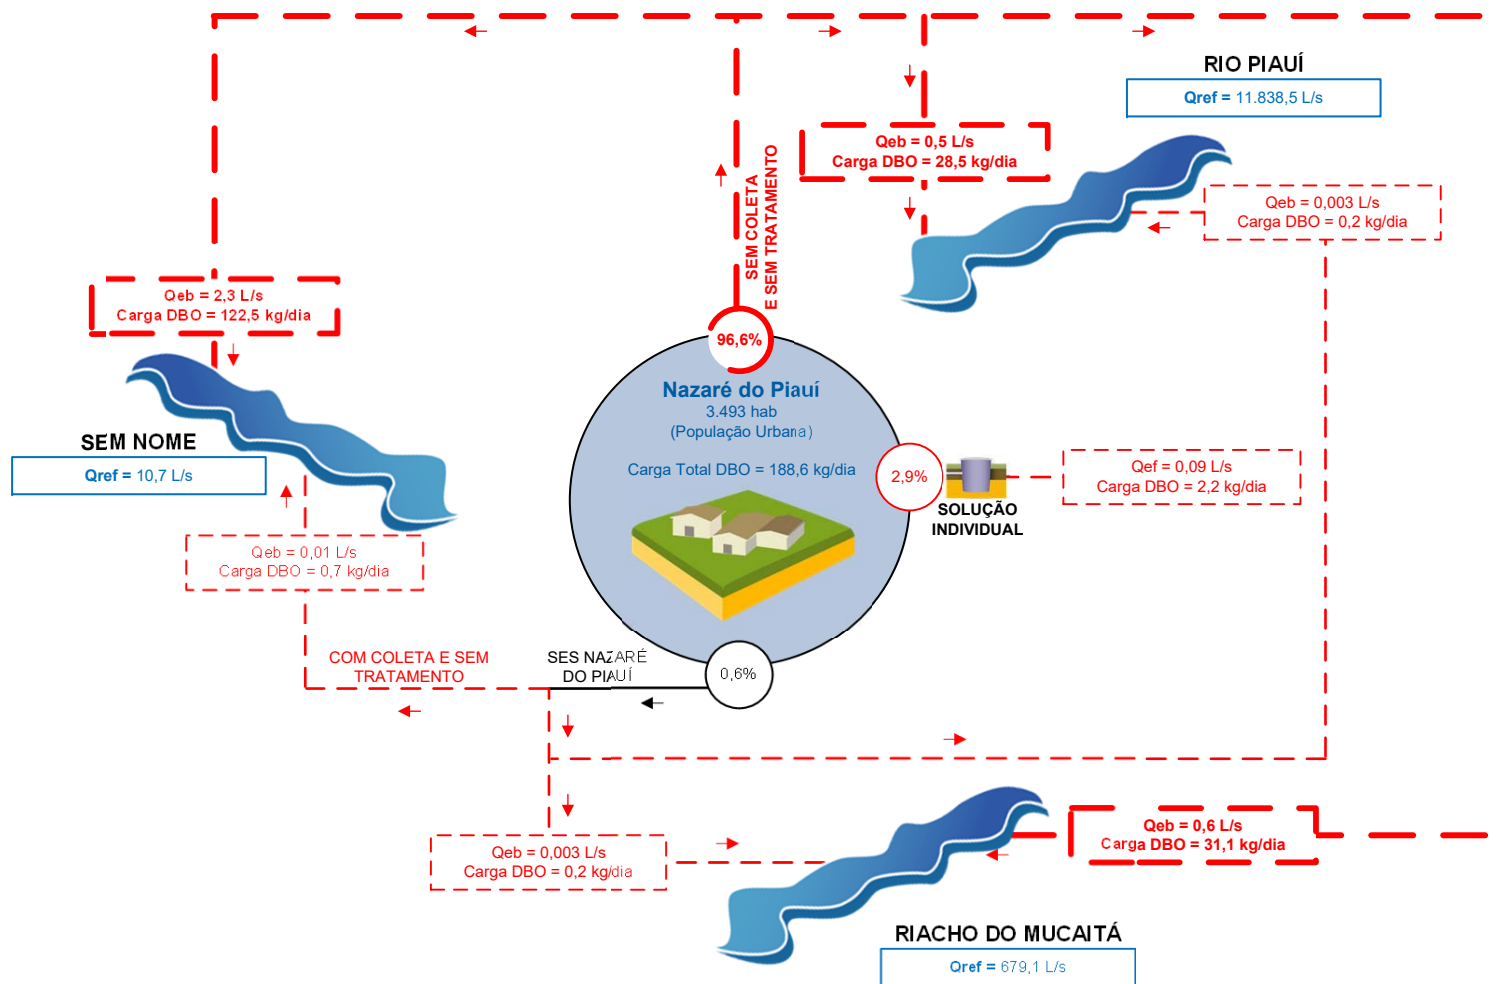 RIO PIAUÍ
Qref = 11.838,5 L/s
Qeb = 0,5 L/s
Carga DBO = 28,5 kg/dia
SEM COLETA
E SEM TRATAMENTO
Qeb = 0,003 L/s
Carga DBO = 0,2 kg/dia
Qeb = 2,3 L/s
Carga DBO = 122,5 kg/dia
96,6%
Nazaré do Piauí
3.493 hab
(População Urbana)
Carga Total DBO = 188,6 kg/dia
SEM NOME
Qref = 10,7 L/s
2,9%
SOLUÇÃO
INDIVIDUAL
Qef = 0,09 L/s
Carga DBO = 2,2 kg/dia
Qeb = 0,01 L/s
Carga DBO = 0,7 kg/dia
COM COLETA E SEM
TRATAMENTO
SES NAZARÉ
DO PIAUÍ
0,6%
Qeb = 0,003 L/s
Carga DBO = 0,2 kg/dia
Qeb = 0,6 L/s
Carga DBO = 31,1 kg/dia
RIACHO DO MUCAITÁ
Qref = 679,1 L/s